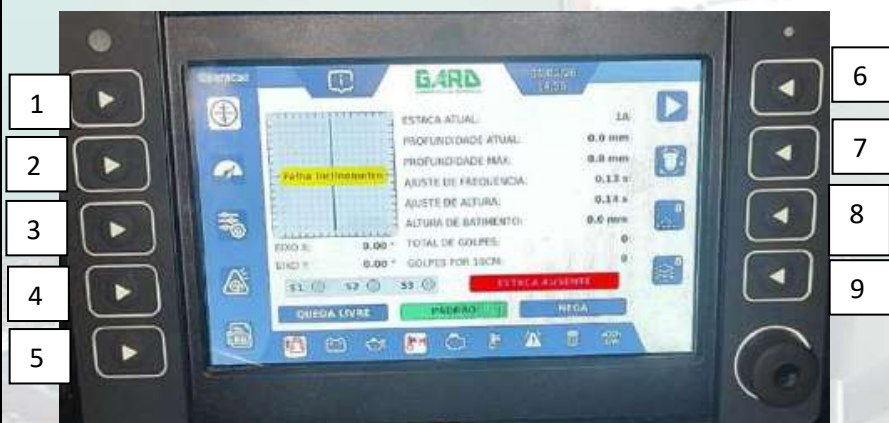 1
2
3
4
5
6
7
8
9
Operação
GARD
ESTACA ATUAL: 1A
PROFUNDIDADE ATUAL: 0.0 mm
PROFUNDIDADE MAX: 0.0 mm
AJUSTE DE FREQUENCIA: 0.13 s
AJUSTE DE ALTURA: 0.14 s
ALTURA DE BATIMENTO: 0.0 mm
TOTAL DE GOLPES: 0
GOLPES POR 10CM: 0
Falha Inclinometro
EIXO X: 0.00 °
EIXO Y: 0.00 °
S1 S2 S3
ESTACA AUSENTE
QUEDA LIVRE PADRÃO NEGA